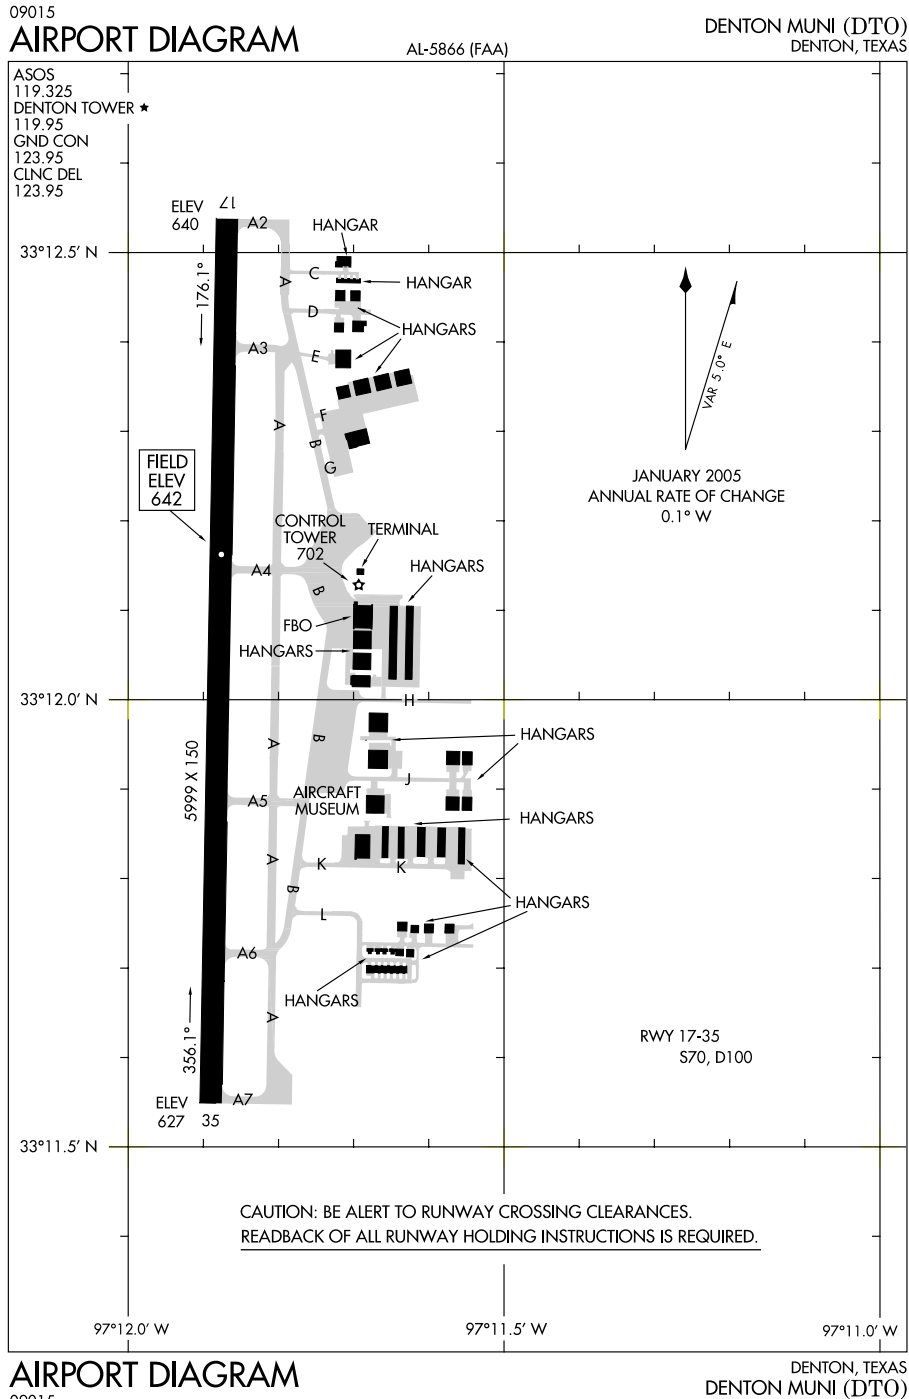 09015
AIRPORT DIAGRAM
AL-5866 (FAA)
DENTON MUNI (DTO)
DENTON, TEXAS
ASOS
119.325
DENTON TOWER ★
119.95
GND CON
123.95
CLNC DEL
123.95
ELEV
640
17
A2
HANGAR
33°12.5' N
C
HANGAR
A
176.1°
D
HANGARS
A3
E
VAR 5.0° E
F
A
B
G
FIELD
ELEV
642
JANUARY 2005
ANNUAL RATE OF CHANGE
0.1° W
CONTROL
TOWER
702
TERMINAL
HANGARS
A4
B
FBO
HANGARS
33°12.0' N
H
HANGARS
A
B
5999 X 150
J
AIRCRAFT
MUSEUM
A5
HANGARS
A
K
K
B
HANGARS
L
A6
HANGARS
A
356.1°
RWY 17-35
S70, D100
ELEV
627
35
A7
33°11.5' N
CAUTION: BE ALERT TO RUNWAY CROSSING CLEARANCES.
READBACK OF ALL RUNWAY HOLDING INSTRUCTIONS IS REQUIRED.
97°12.0' W
97°11.5' W
97°11.0' W
AIRPORT DIAGRAM
DENTON, TEXAS
DENTON MUNI (DTO)
09015